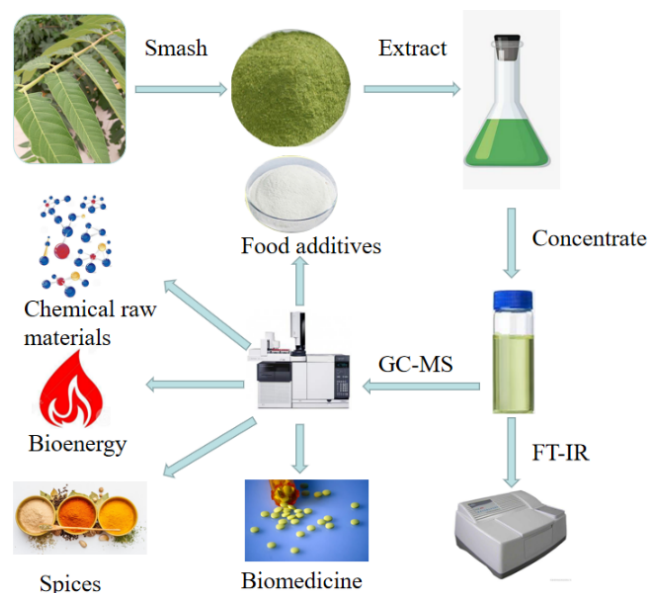 Smash
Extract
Food additives
Concentrate
Chemical raw
materials
GC-MS
Bioenergy
FT-IR
Spices
Biomedicine